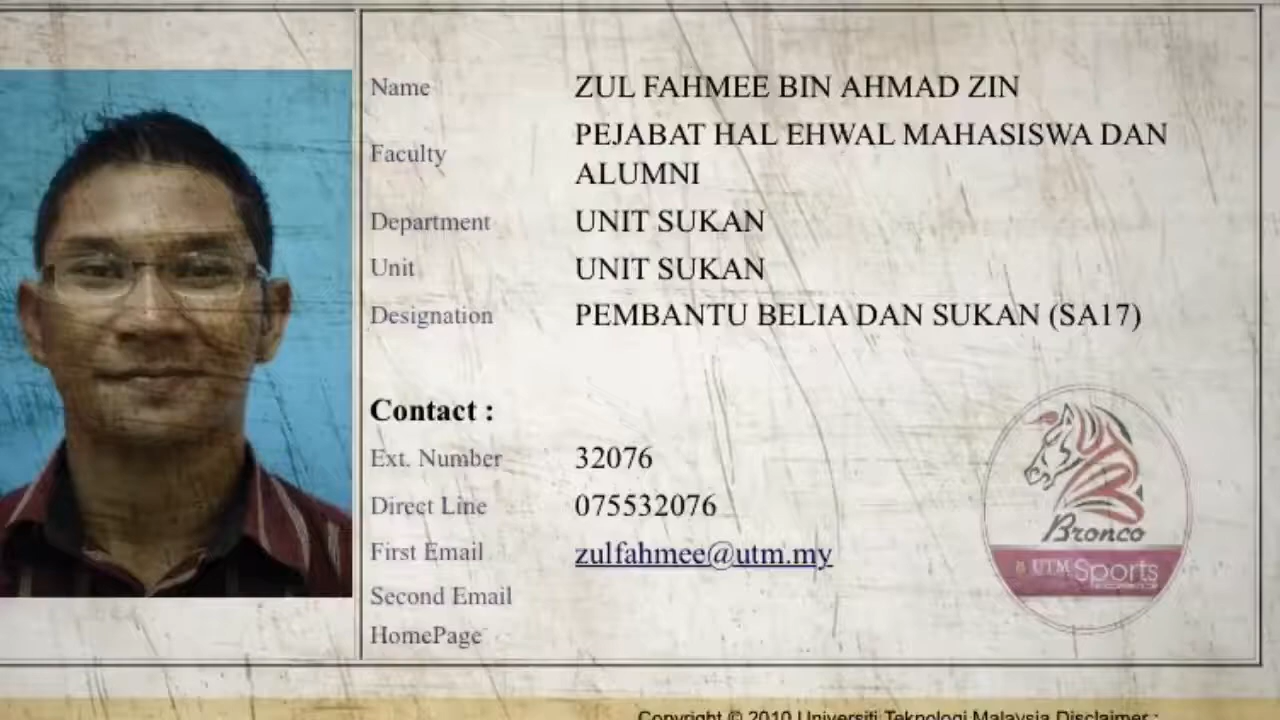 Name ZUL FAHMEE BIN AHMAD ZIN
Faculty PEJABAT HAL EHWAL MAHASISWA DAN
ALUMNI
Department UNIT SUKAN
Unit UNIT SUKAN
Designation PEMBANTU BELIA DAN SUKAN (SA17)
Contact :
Ext. Number 32076
Direct Line 075532076
First Email zulfahmee@utm.my
Second Email
HomePage
Bronco
UTM Sports
Copyright © 2010 Universiti Teknologi Malaysia Disclaimer :